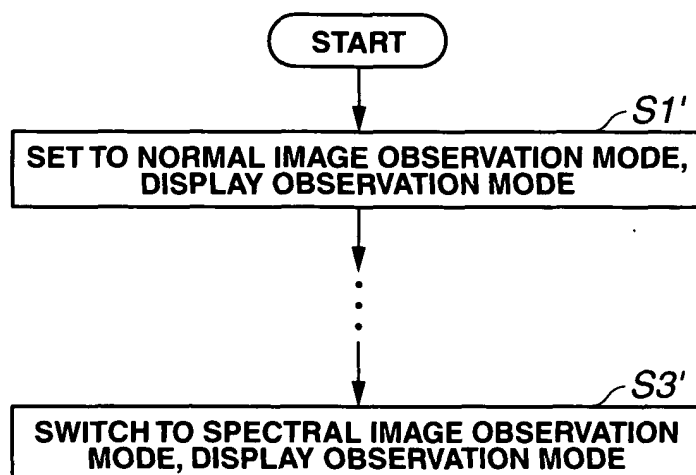 START
S1'
SET TO NORMAL IMAGE OBSERVATION MODE,
DISPLAY OBSERVATION MODE
S3'
SWITCH TO SPECTRAL IMAGE OBSERVATION
MODE, DISPLAY OBSERVATION MODE